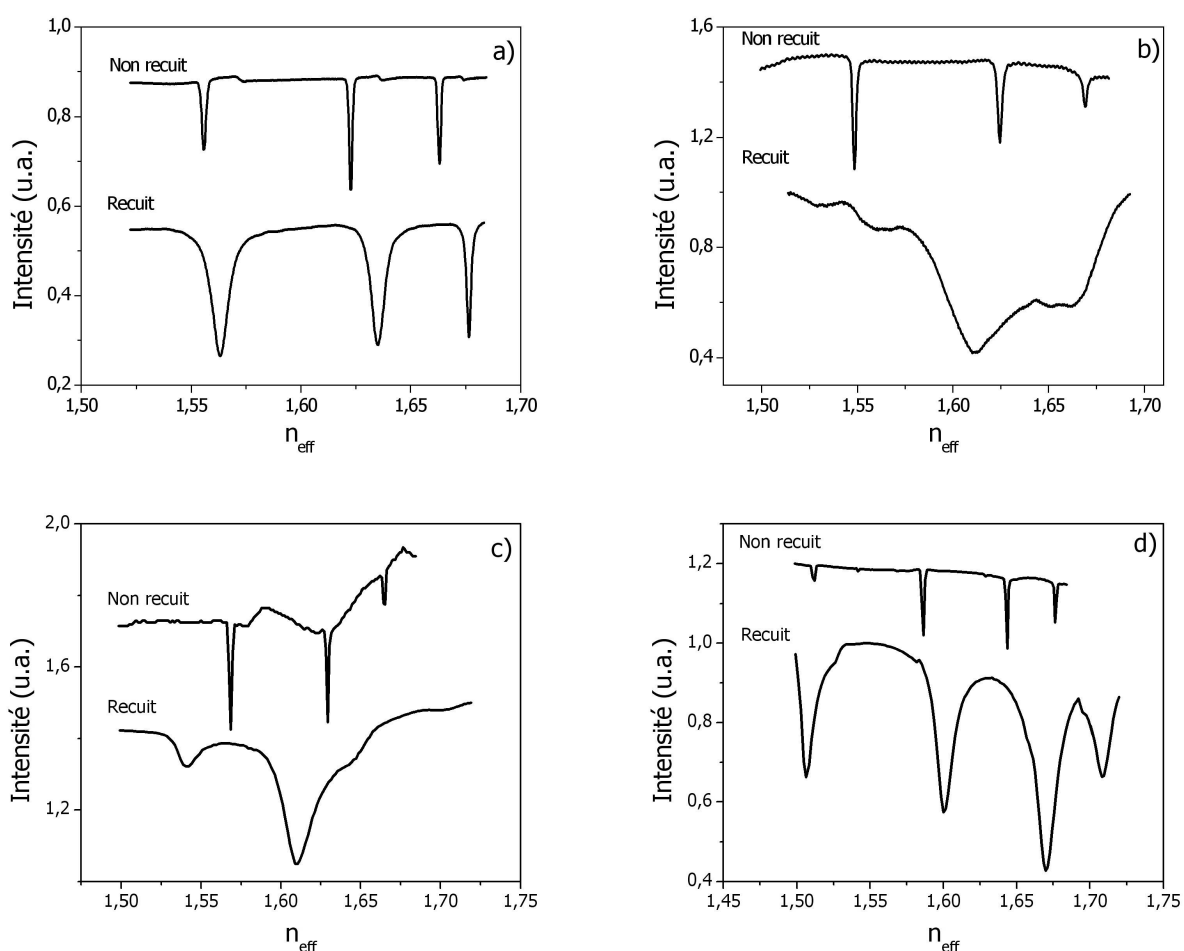 a)
Non recuit
Recuit
Intensité (u.a.)
1,0
0,8
0,6
0,4
0,2
1,50
1,55
1,60
1,65
1,70
n_eff
b)
Non recuit
Recuit
Intensité (u.a.)
1,6
1,2
0,8
0,4
1,50
1,55
1,60
1,65
1,70
n_eff
c)
Non recuit
Recuit
Intensité (u.a.)
2,0
1,6
1,2
1,50
1,55
1,60
1,65
1,70
1,75
n_eff
d)
Non recuit
Recuit
Intensité (u.a.)
1,2
1,0
0,8
0,6
0,4
1,45
1,50
1,55
1,60
1,65
1,70
1,75
n_eff